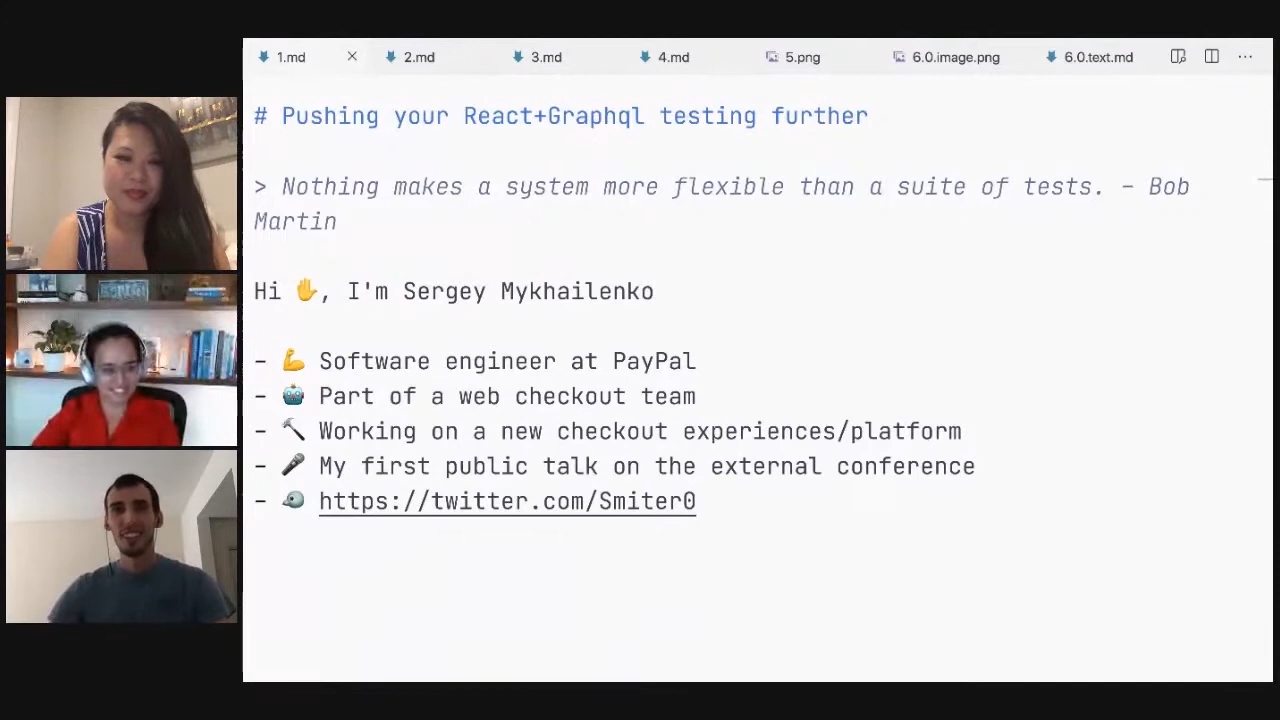 1.md
2.md
3.md
4.md
5.png
6.0.image.png
6.0.text.md
# Pushing your React+Graphql testing further
> Nothing makes a system more flexible than a suite of tests. – Bob
Martin
Hi ✋, I'm Sergey Mykhailenko
– 💪 Software engineer at PayPal
– 🤖 Part of a web checkout team
– 🔨 Working on a new checkout experiences/platform
– 🎤 My first public talk on the external conference
– 🐦 https://twitter.com/Smiter0